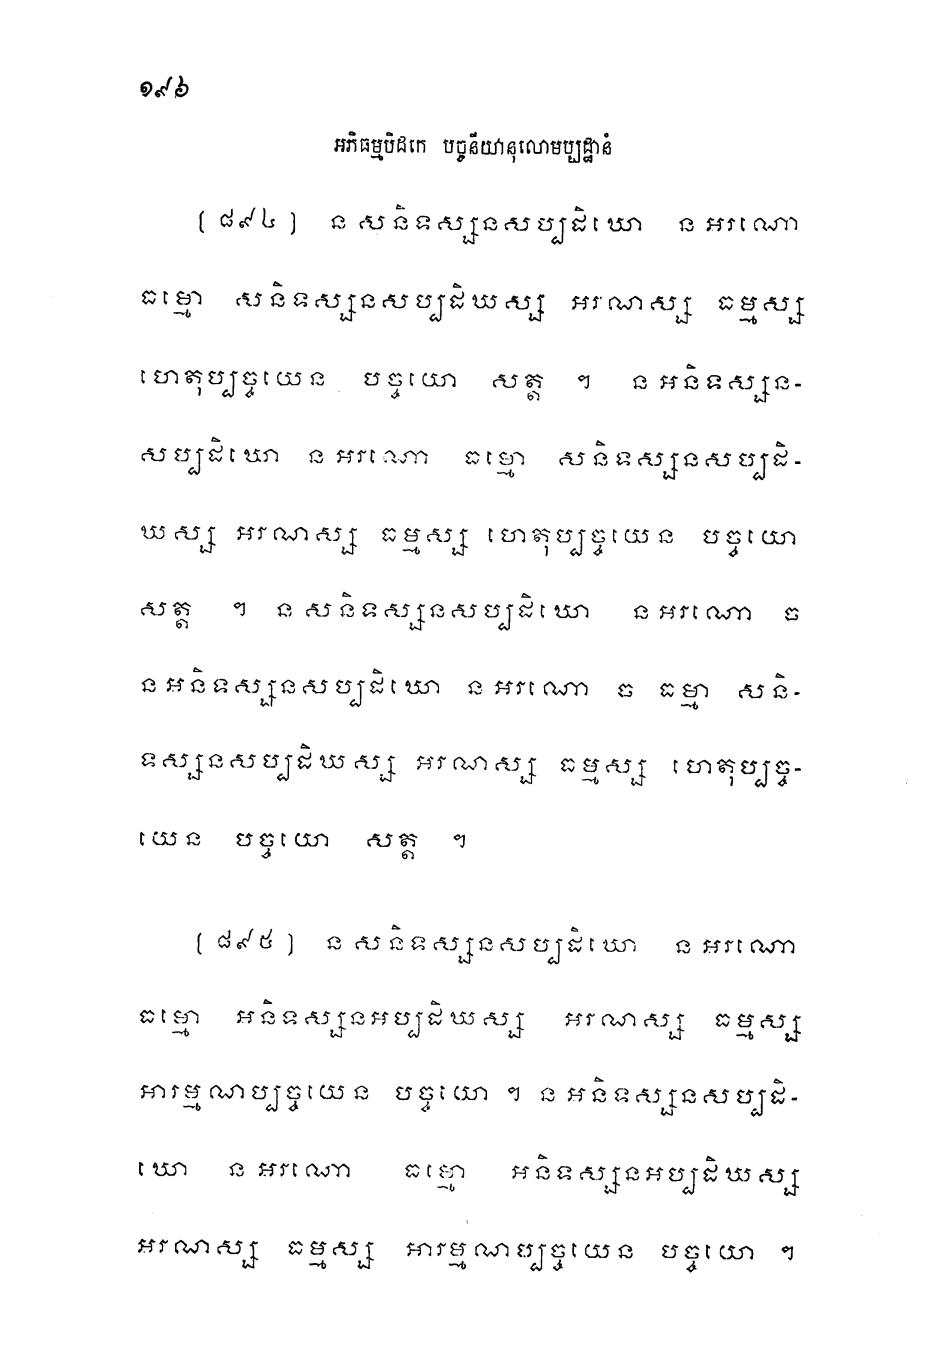 ១៩៦
អភិធម្មបិដកេ បច្ចនីយានុលោមប្បដ្ឋានំ
(៨៩៤) ន សនិទស្សនសប្បដិឃោ ន អរណោ
ធម្មោ សនិទស្សនសប្បដិឃស្ស អរណស្ស ធម្មស្ស
ហេតុប្បច្ចយេន បច្ចយោ សត្ត ។ ន អនិទស្សន-
សប្បដិឃោ ន អរណោ ធម្មោ សនិទស្សនសប្បដិ-
ឃស្ស អរណស្ស ធម្មស្ស ហេតុប្បច្ចយេន បច្ចយោ
សត្ត ។ ន សនិទស្សនសប្បដិឃោ ន អរណោ ច
ន អនិទស្សនសប្បដិឃោ ន អរណោ ច ធម្មា សនិ-
ទស្សនសប្បដិឃស្ស អរណស្ស ធម្មស្ស ហេតុប្បច្ច-
យេន បច្ចយោ សត្ត ។
(៨៩៥) ន សនិទស្សនសប្បដិឃោ ន អរណោ
ធម្មោ អនិទស្សនអប្បដិឃស្ស អរណស្ស ធម្មស្ស
អារម្មណប្បច្ចយេន បច្ចយោ ។ ន អនិទស្សនសប្បដិ-
ឃោ ន អរណោ ធម្មោ អនិទស្សនអប្បដិឃស្ស
អរណស្ស ធម្មស្ស អារម្មណប្បច្ចយេន បច្ចយោ ។